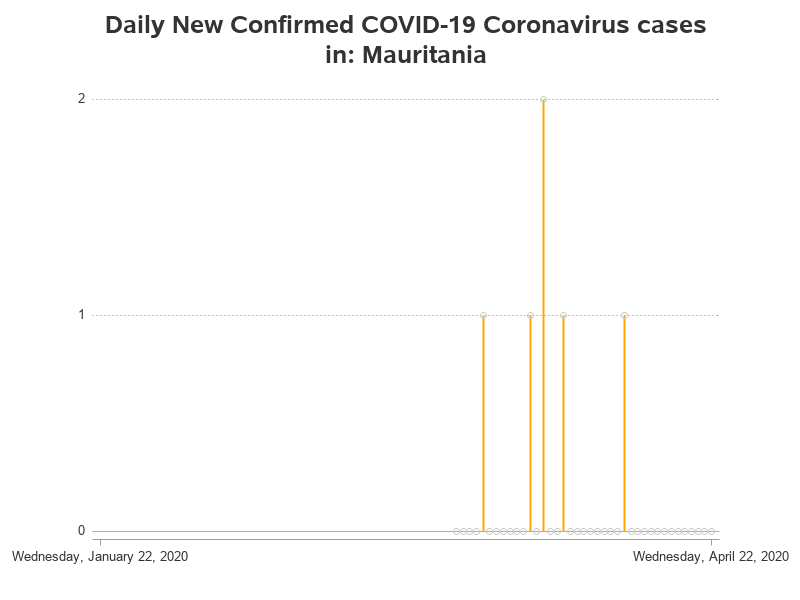 Daily New Confirmed COVID-19 Coronavirus cases
in: Mauritania
2
1
0
Wednesday, January 22, 2020
Wednesday, April 22, 2020